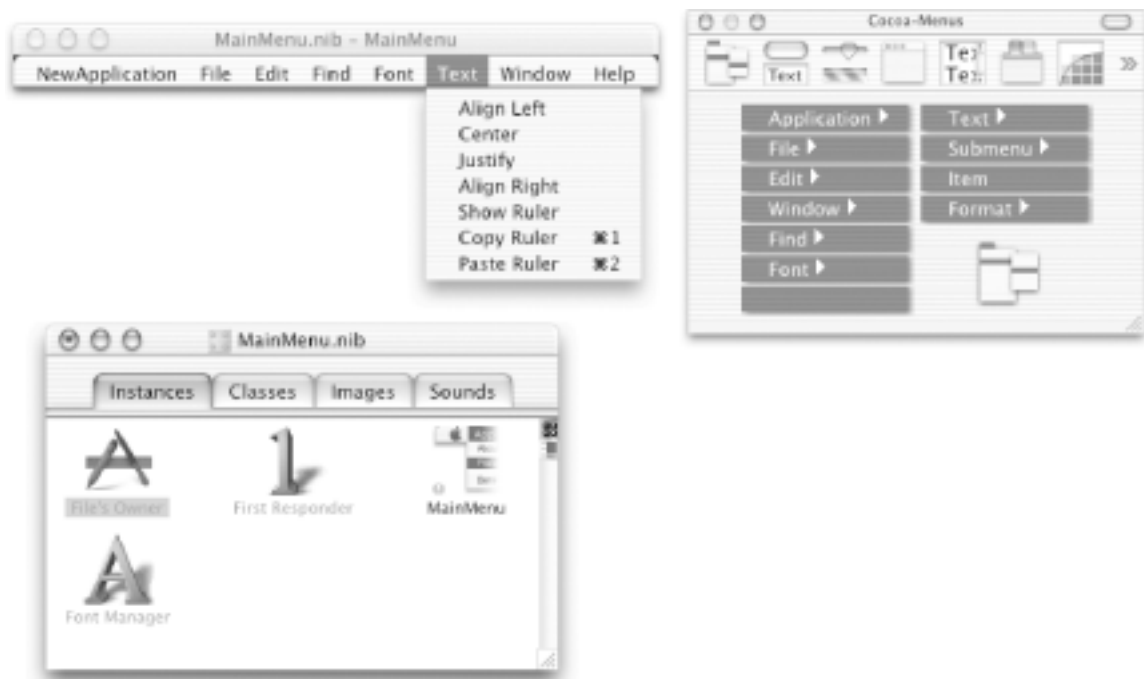 MainMenu.nib – MainMenu
NewApplication File Edit Find Font Text Window Help
Align Left
Center
Justify
Align Right
Show Ruler
Copy Ruler ⌘1
Paste Ruler ⌘2
Cocoa-Menus
Text
Application
File
Edit
Window
Find
Font
Text
Submenu
Item
Format
MainMenu.nib
Instances Classes Images Sounds
File's Owner First Responder MainMenu
Font Manager